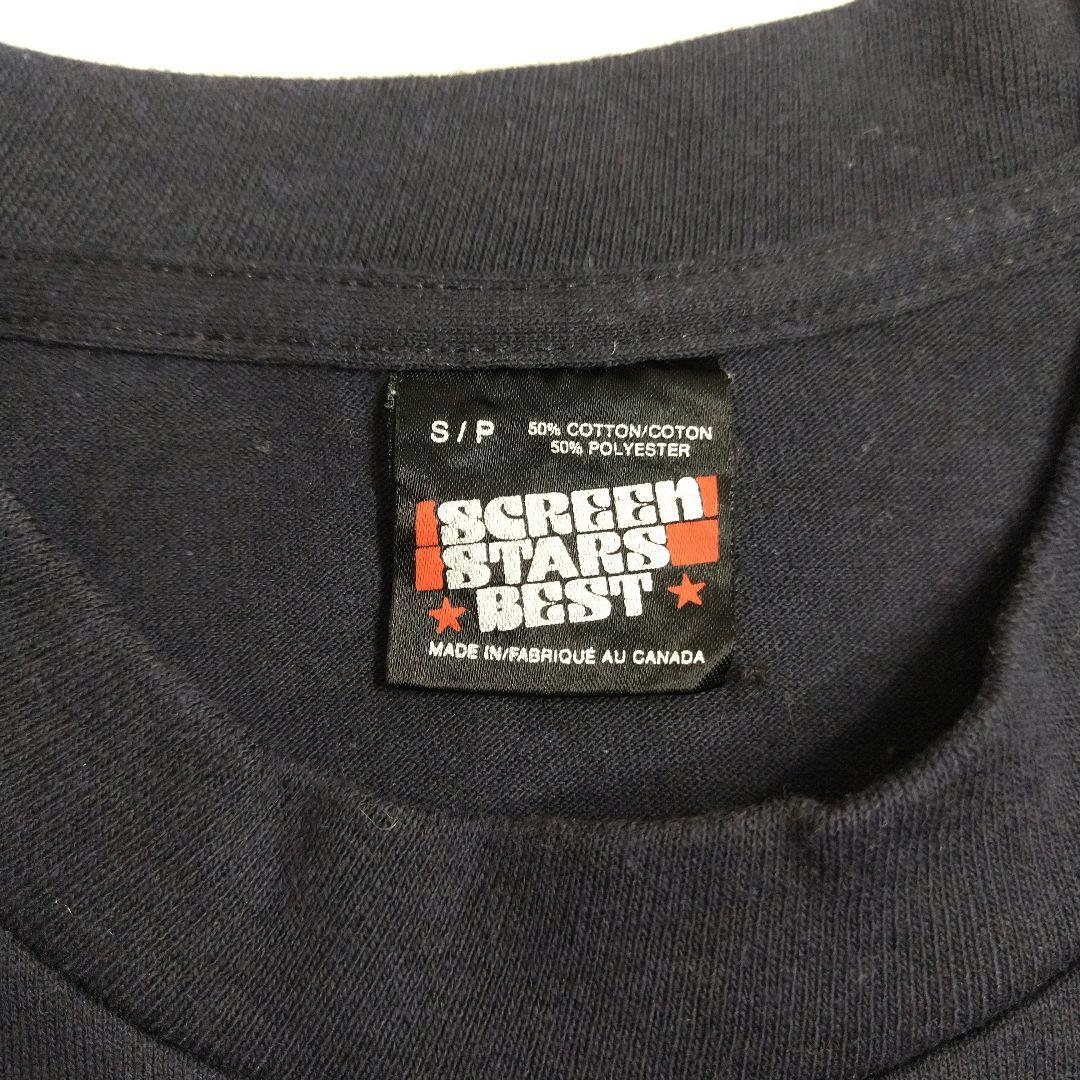 S / P 50% COTTON/COTON
50% POLYESTER
SCREEN
STARS
BEST
MADE IN/FABRIQUÉ AU CANADA